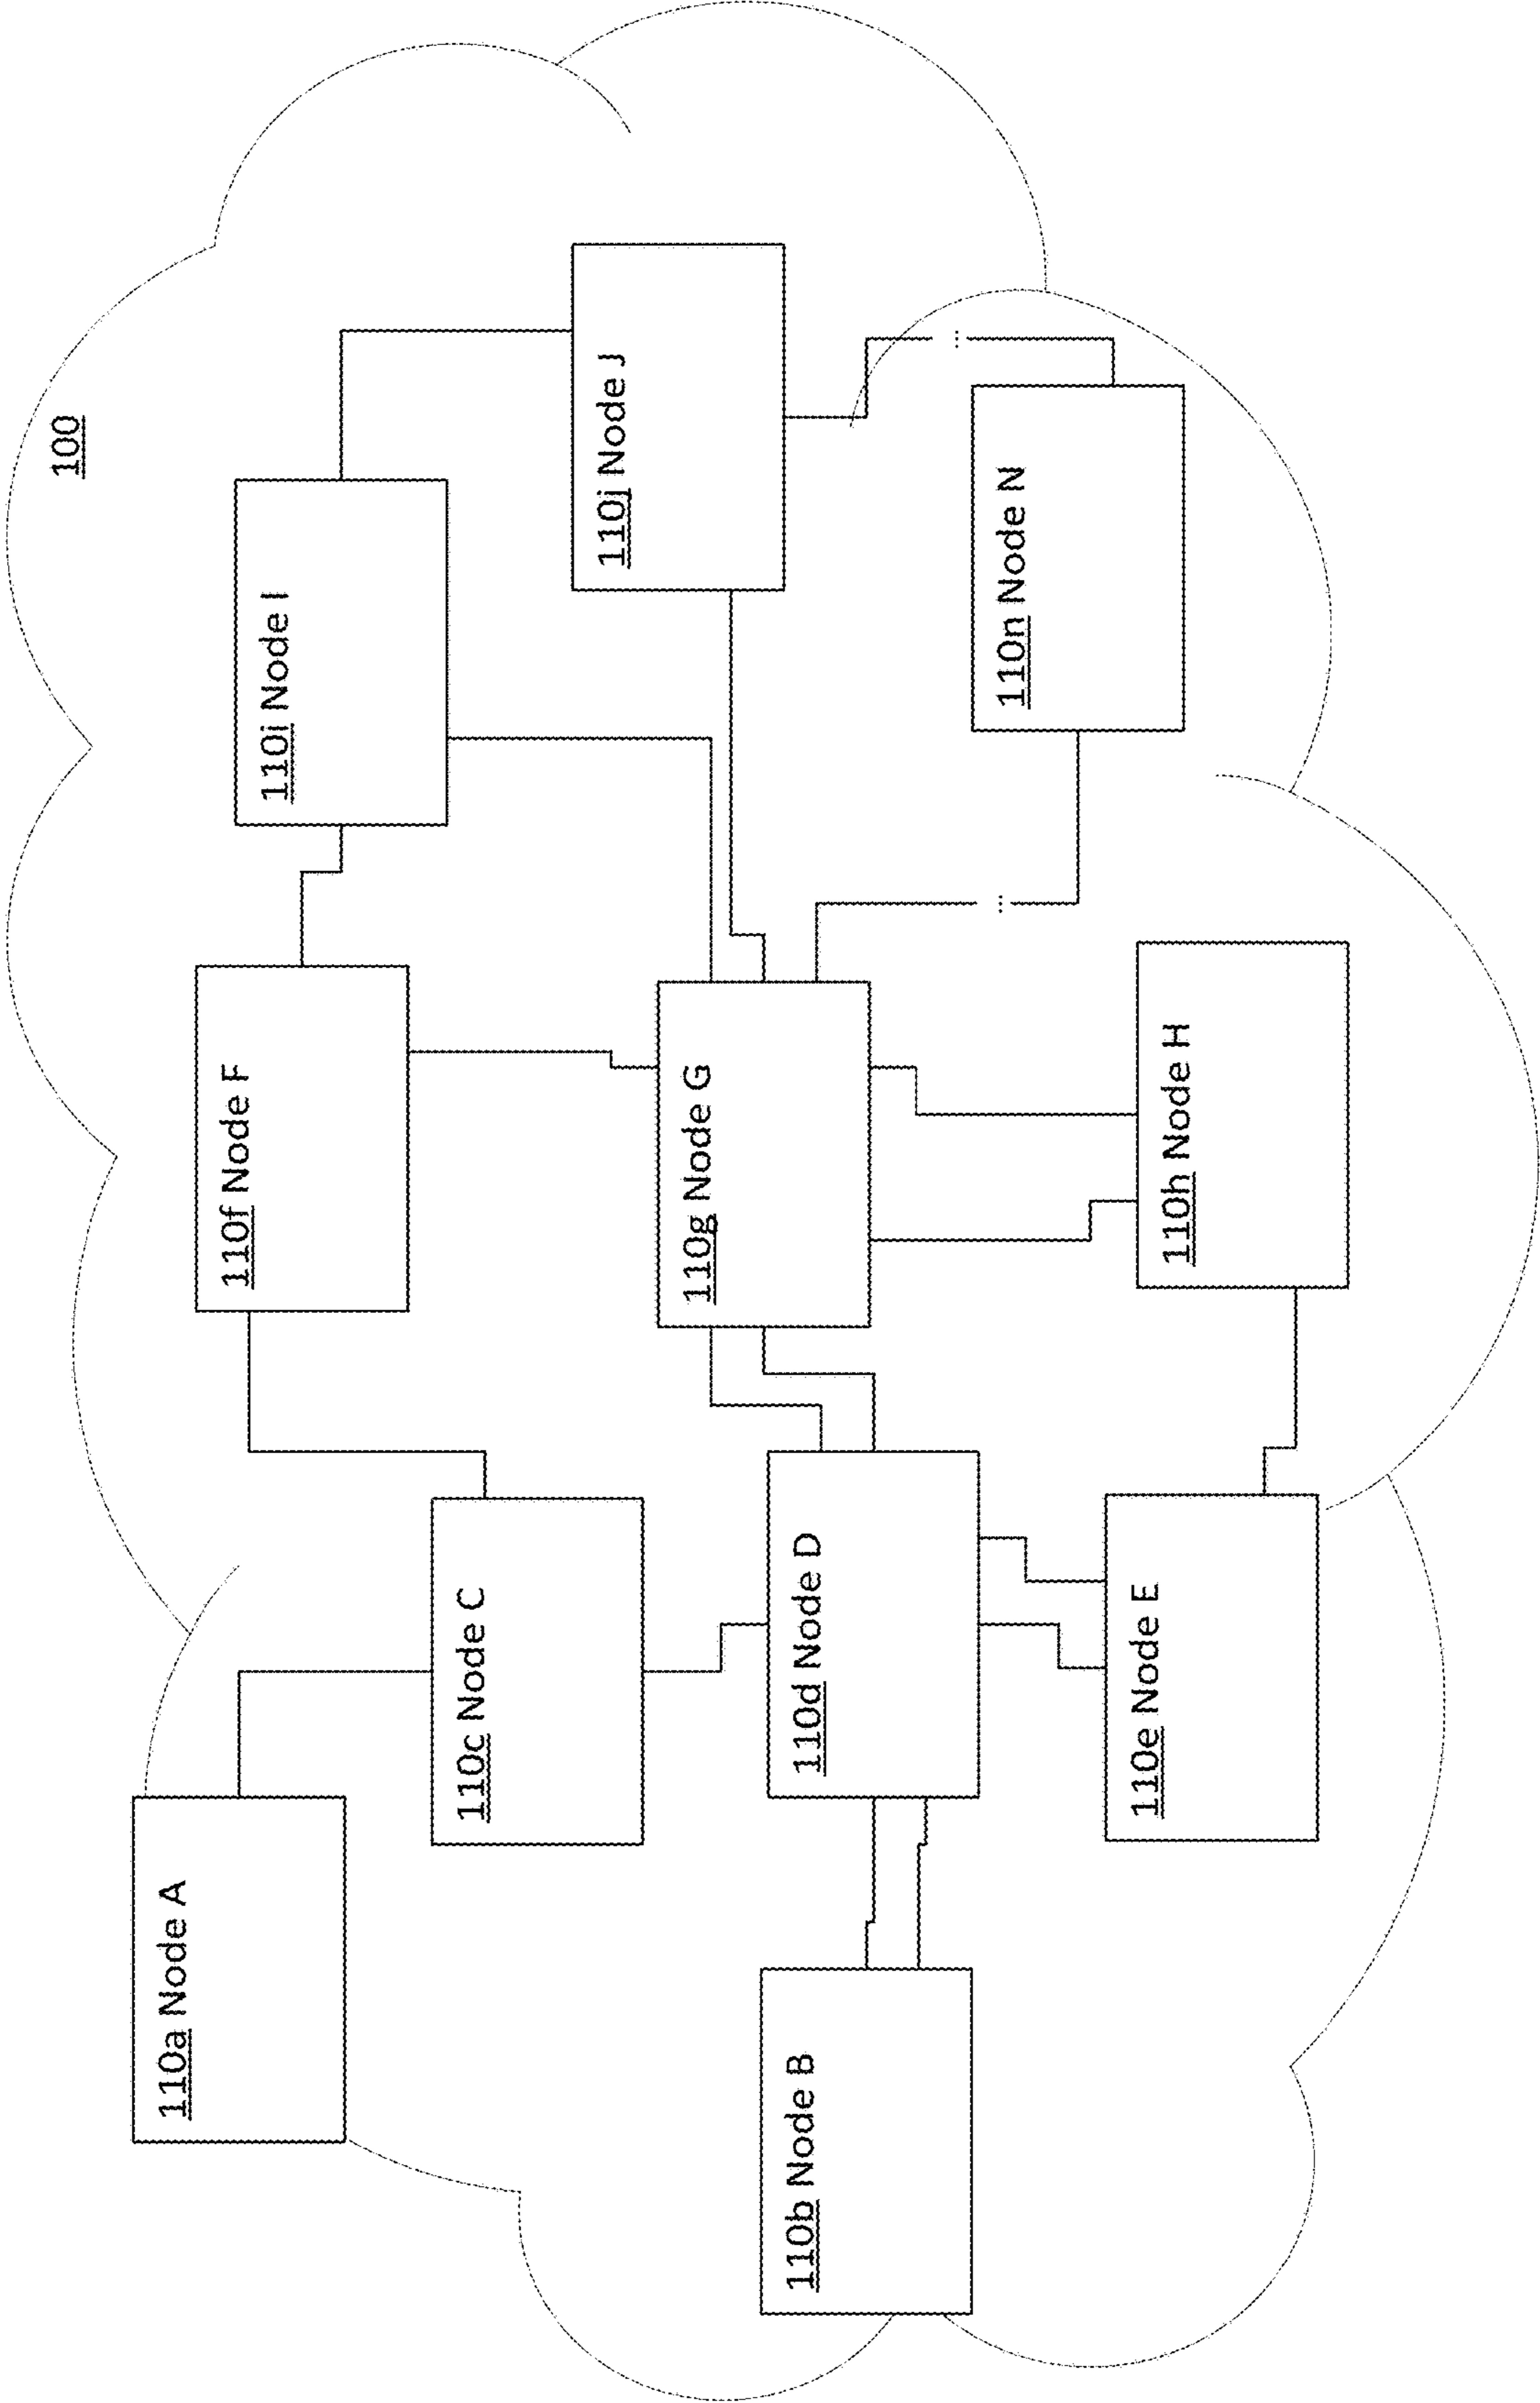 100
110a Node A
110b Node B
110c Node C
110d Node D
110e Node E
110f Node F
110g Node G
110h Node H
110i Node I
110j Node J
110n Node N
...
...